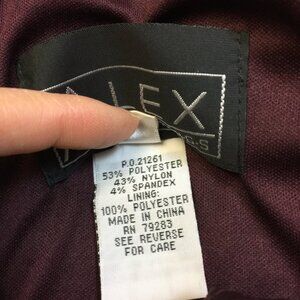 ALEX
P.O.21261
53% POLYESTER
43% NYLON
4% SPANDEX
LINING:
100% POLYESTER
MADE IN CHINA
RN 79283
SEE REVERSE
FOR CARE